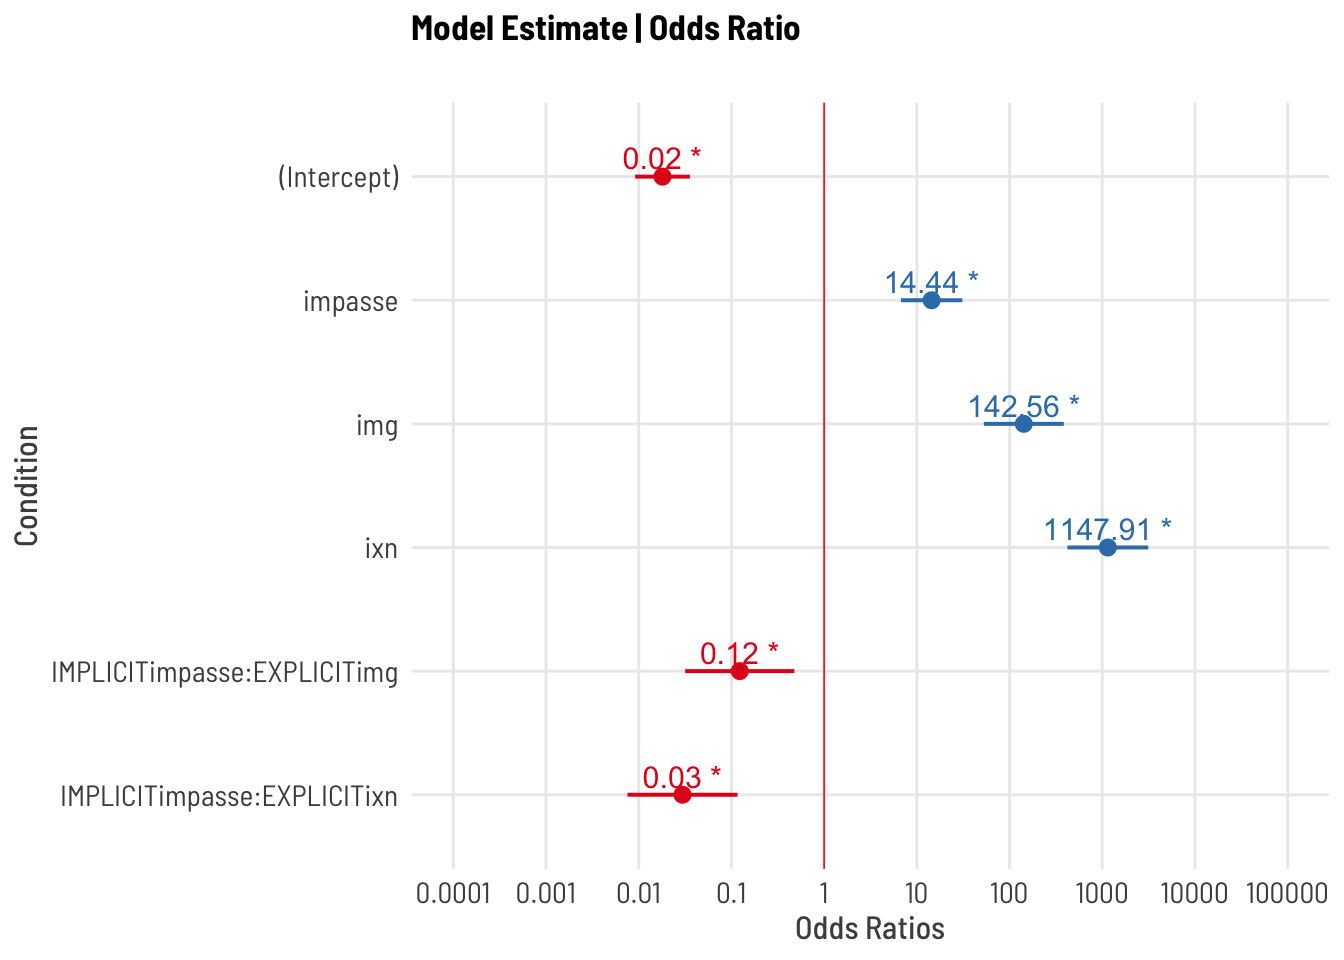 Model Estimate | Odds Ratio
(Intercept)
0.02 *
impasse
14.44 *
img
142.56 *
ixn
1147.91 *
IMPLICITimpasse:EXPLICITimg
0.12 *
IMPLICITimpasse:EXPLICITixn
0.03 *
Condition
0.0001 0.001 0.01 0.1 1 10 100 1000 10000 100000
Odds Ratios